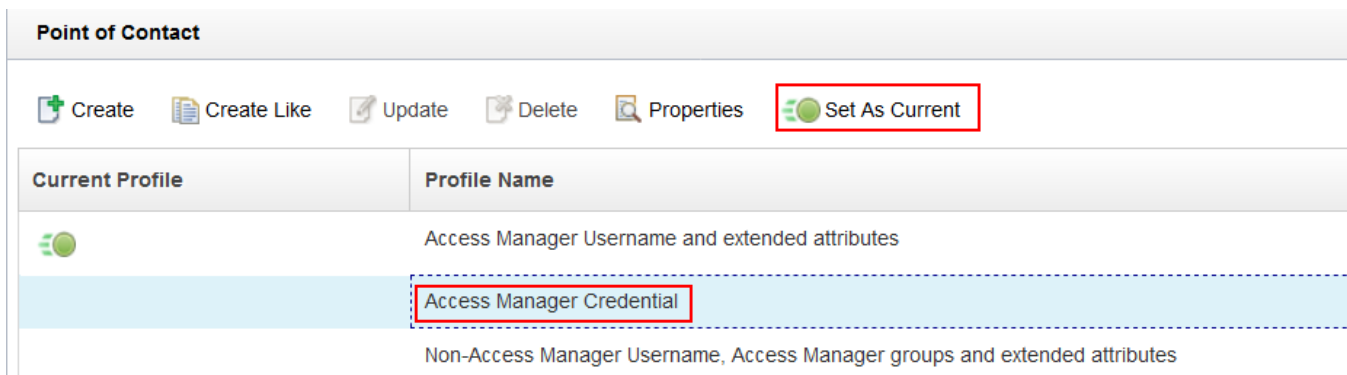 Point of Contact
Create Create Like Update Delete Properties Set As Current
Current Profile Profile Name
Access Manager Username and extended attributes
Access Manager Credential
Non-Access Manager Username, Access Manager groups and extended attributes